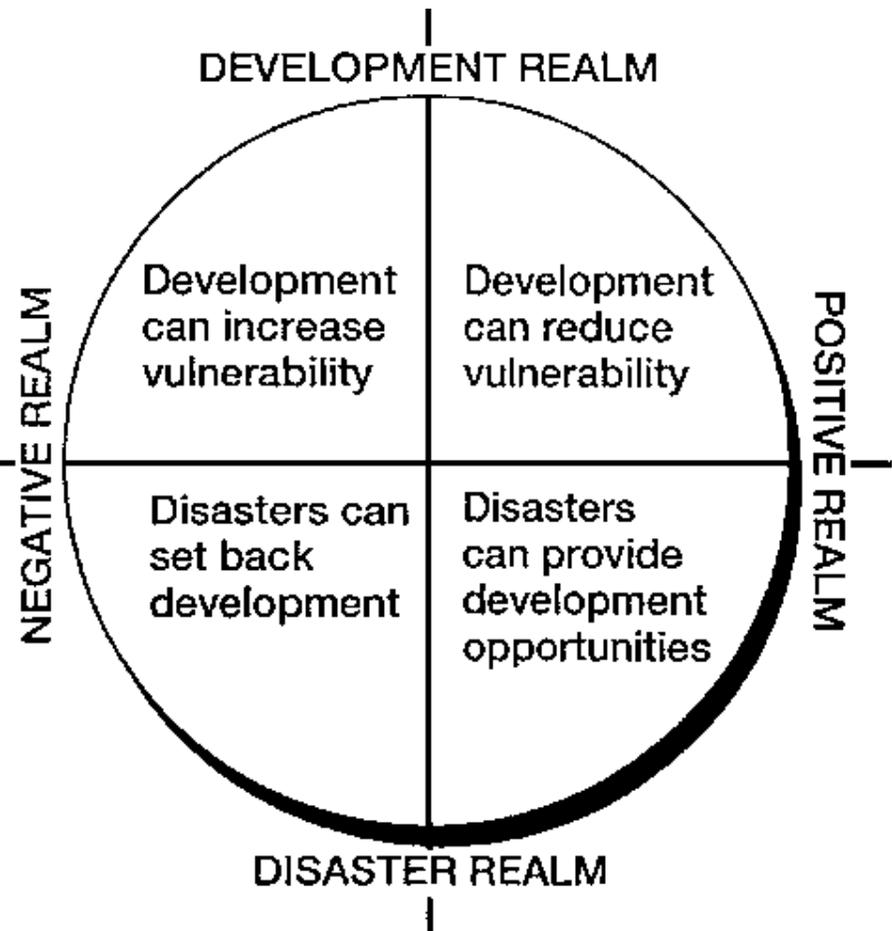 DEVELOPMENT REALM
NEGATIVE REALM
Development
can increase
vulnerability
Development
can reduce
vulnerability
POSITIVE REALM
Disasters can
set back
development
Disasters
can provide
development
opportunities
DISASTER REALM